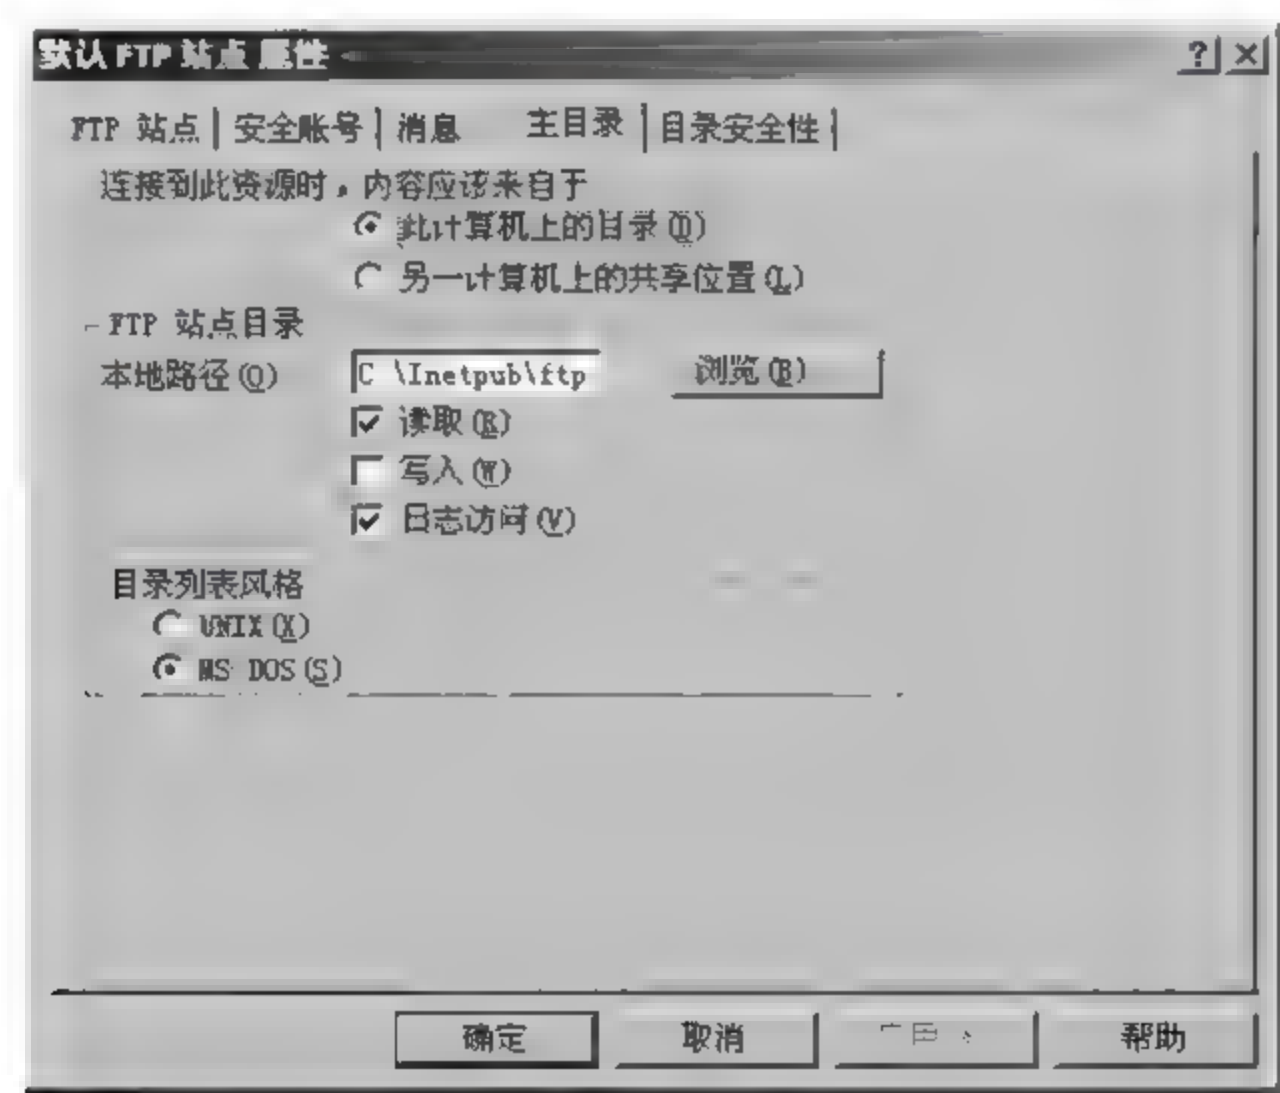 默认 FTP 站点 属性
FTP 站点 安全账号 消息 主目录 目录安全性
连接到此资源时，内容应该来自于
此计算机上的目录(D)
另一计算机上的共享位置(L)
FTP 站点目录
本地路径(O) C \Inetpub\ftp 浏览(B)
读取(R)
写入(W)
日志访问(V)
目录列表风格
UNIX(X)
MS DOS(S)
确定 取消 帮助